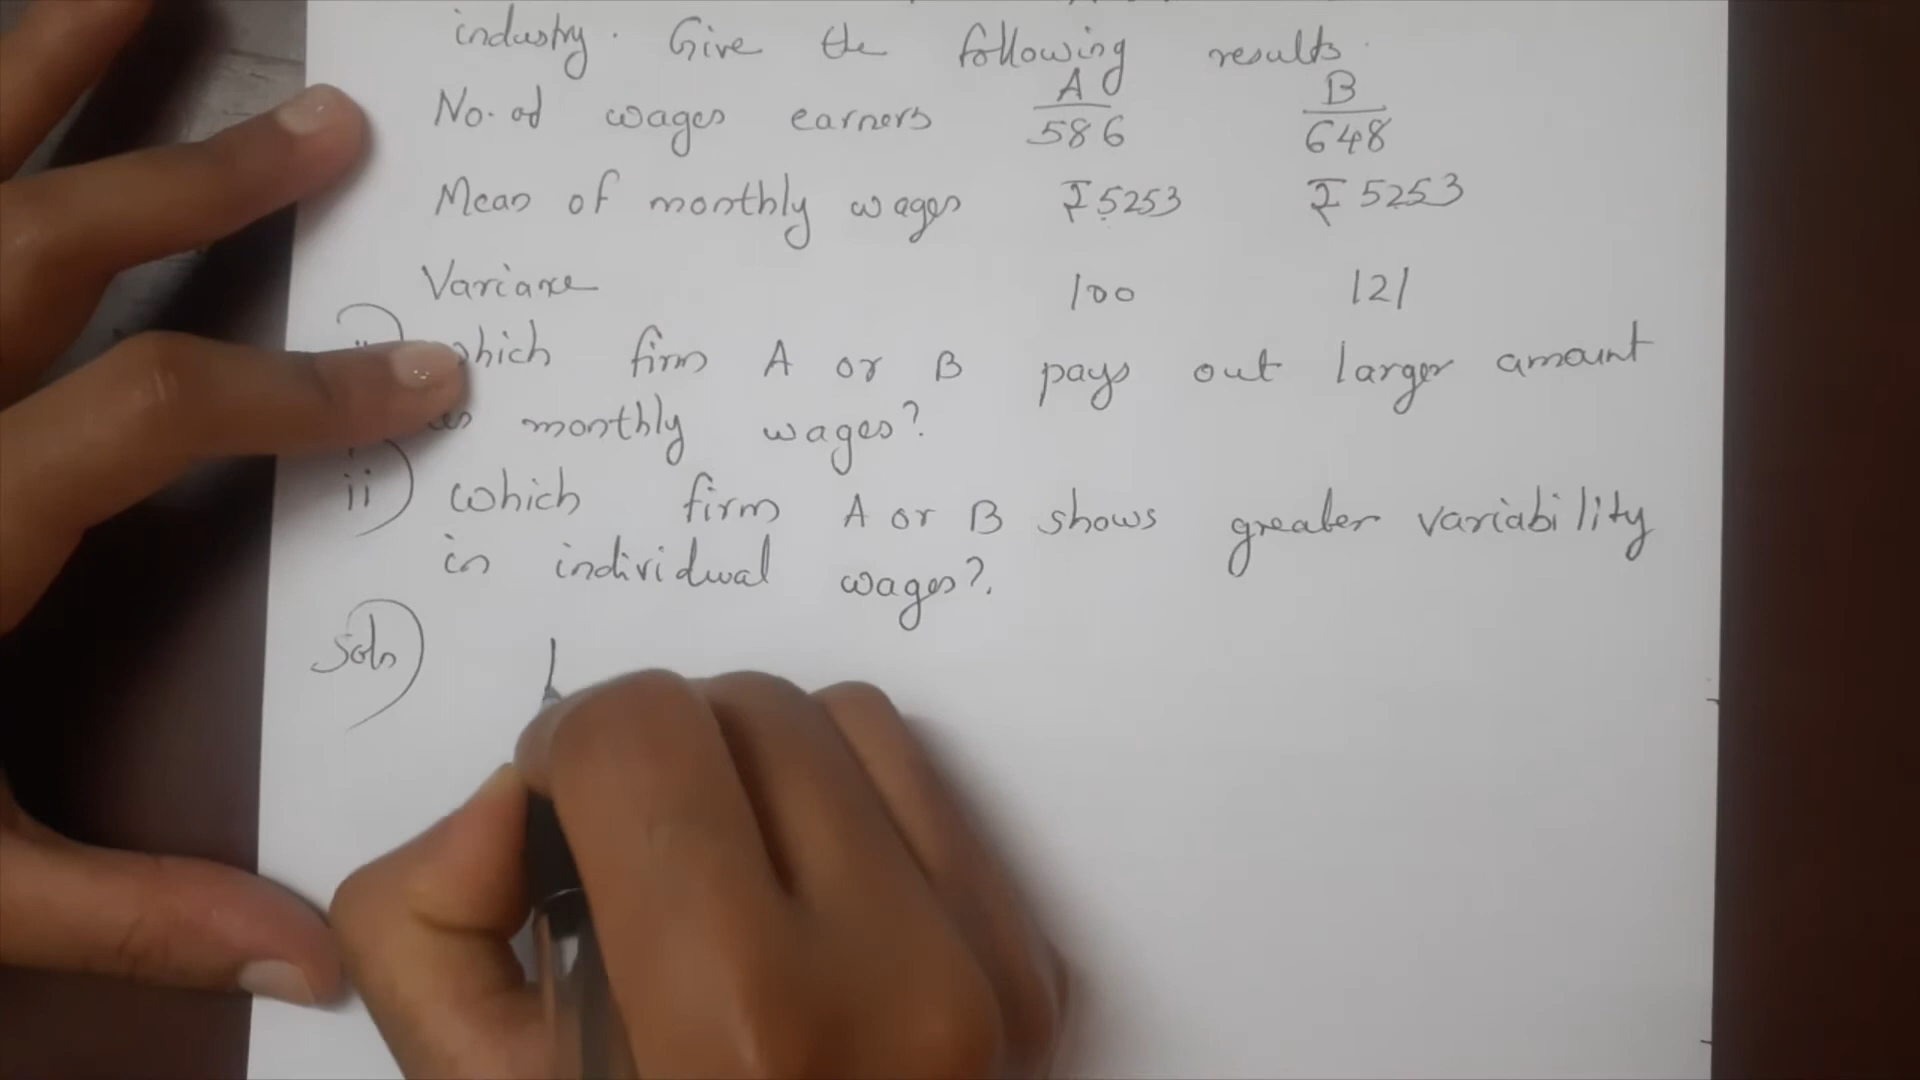 industry. Give the following results.
A B
No. of wages earners 586 648
Mean of monthly wages ₹5253 ₹5253
Variance 100 121
which firm A or B pays out larger amount
as monthly wages?
ii) which firm A or B shows greater variability
in individual wages?.
Soln)